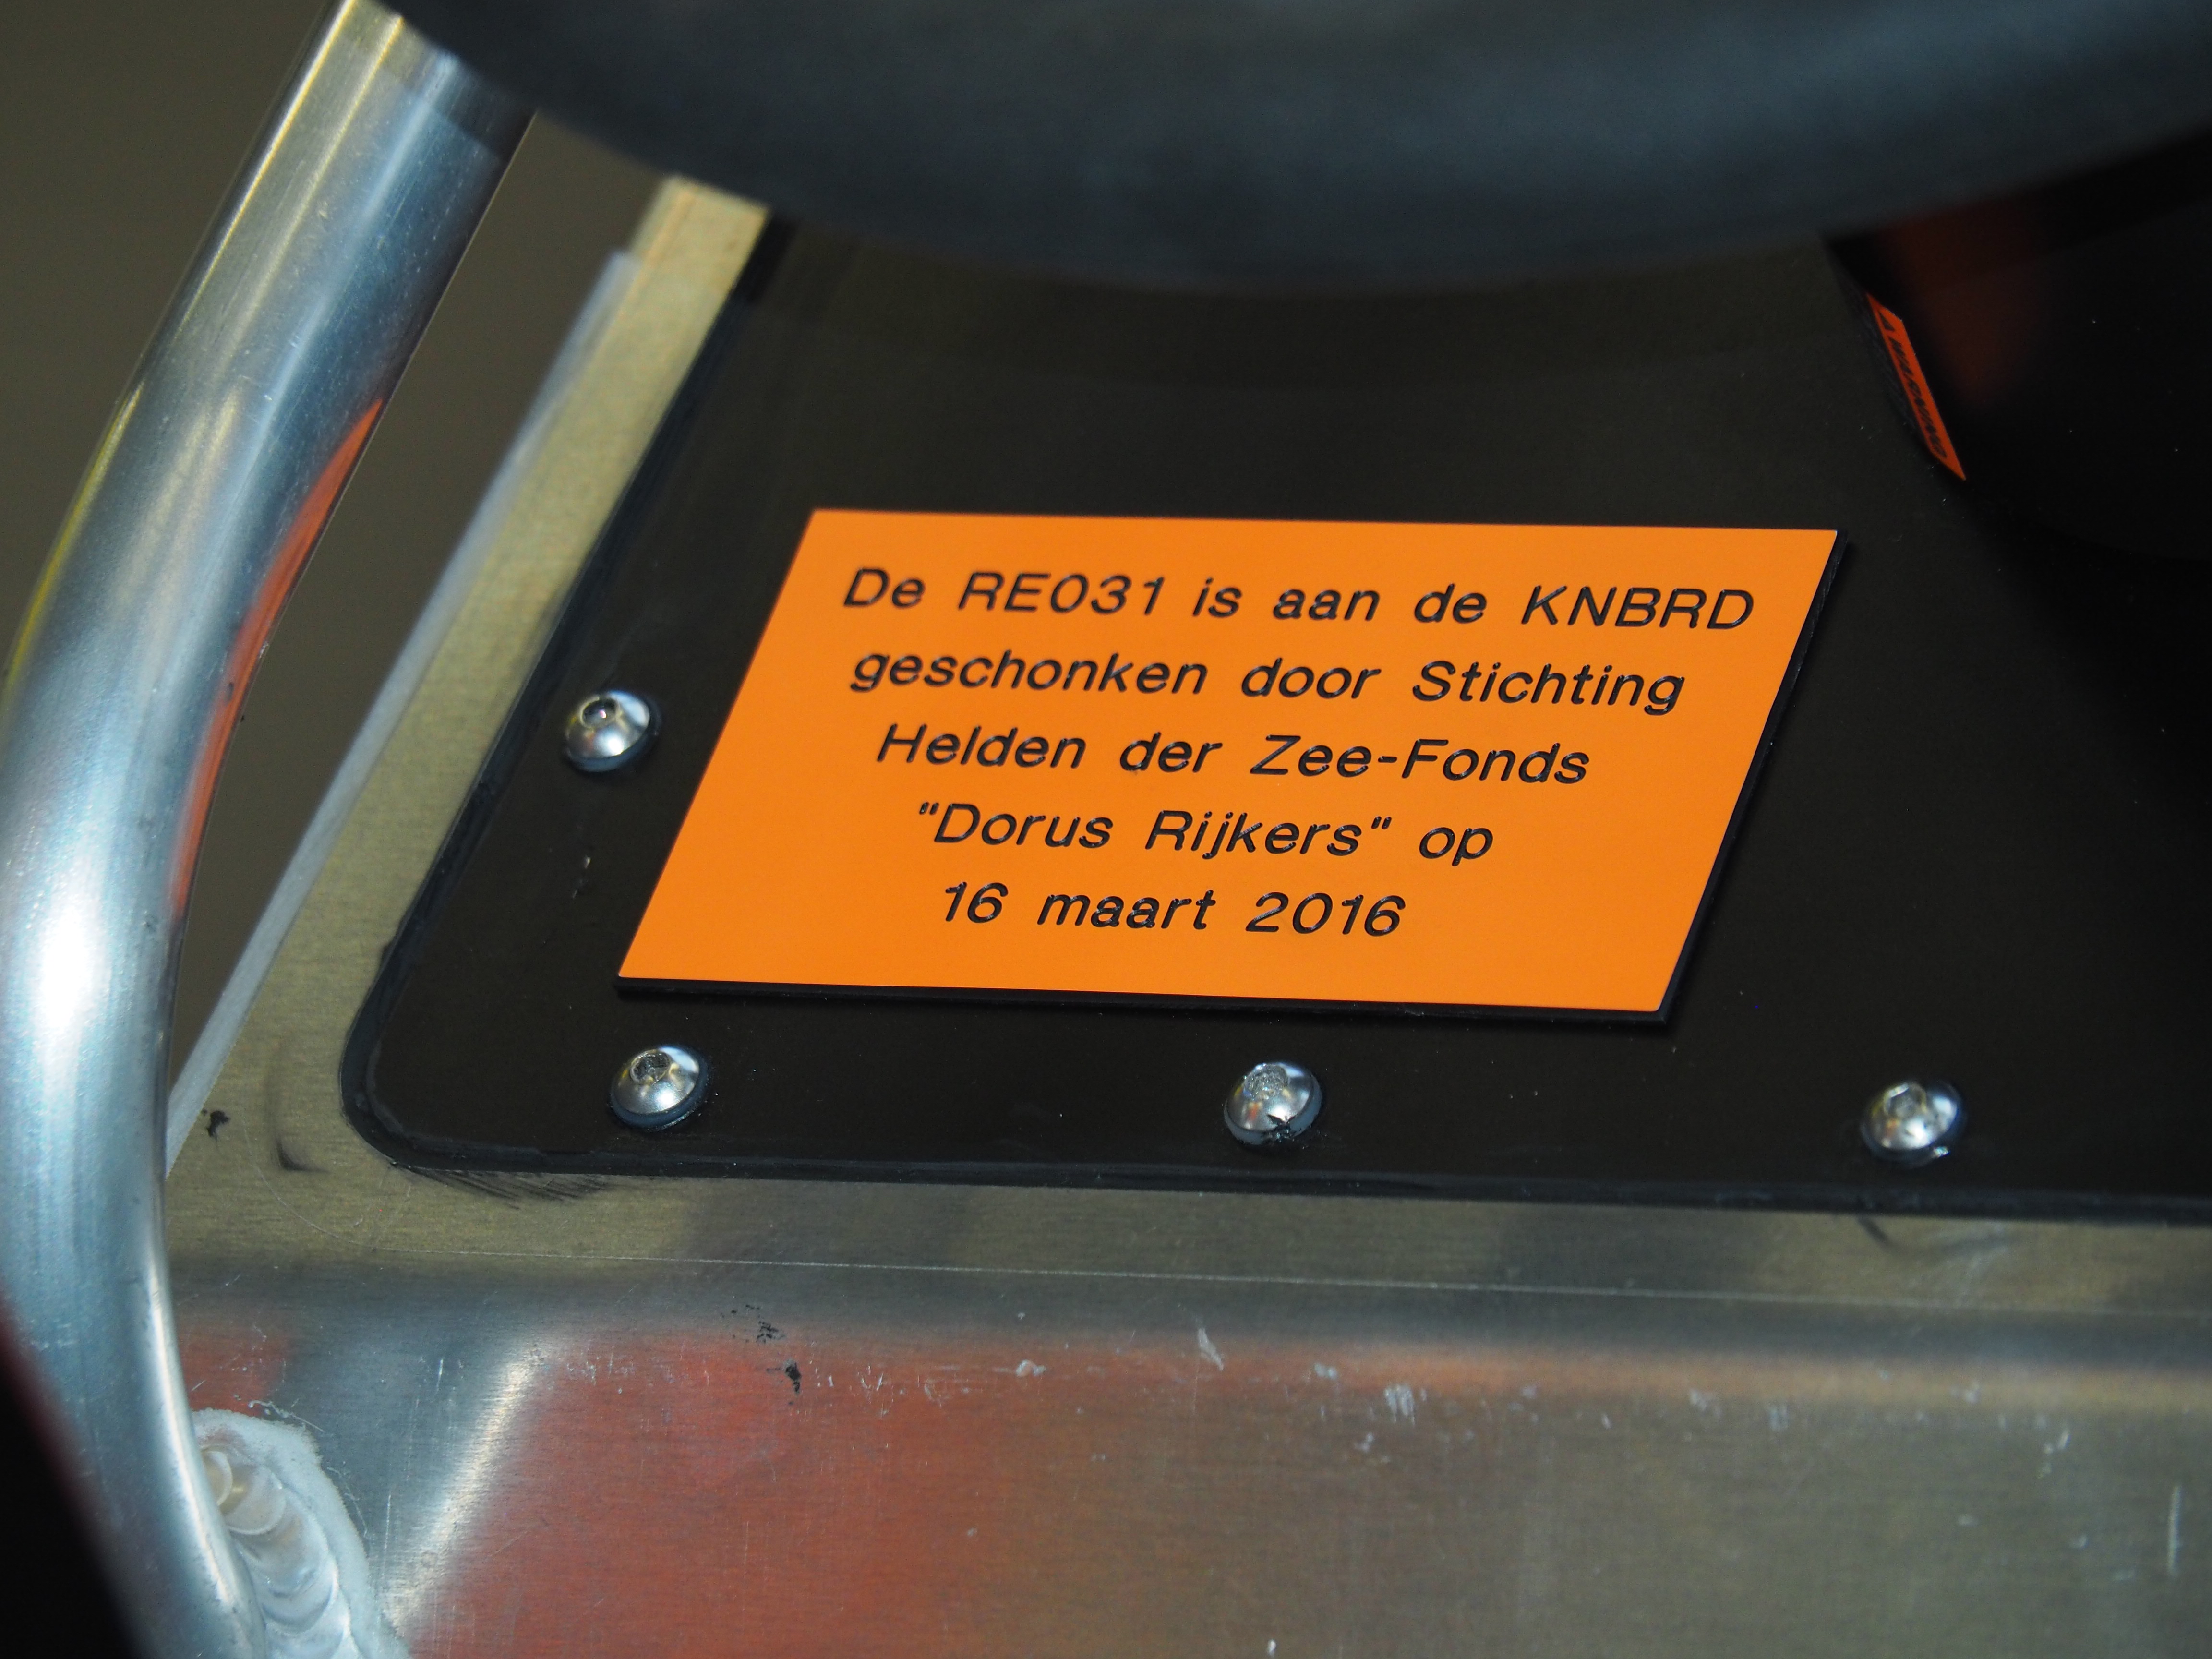 De RE031 is aan de KNBRD
geschonken door Stichting
Helden der Zee-Fonds
"Dorus Rijkers" op
16 maart 2016
WARNING